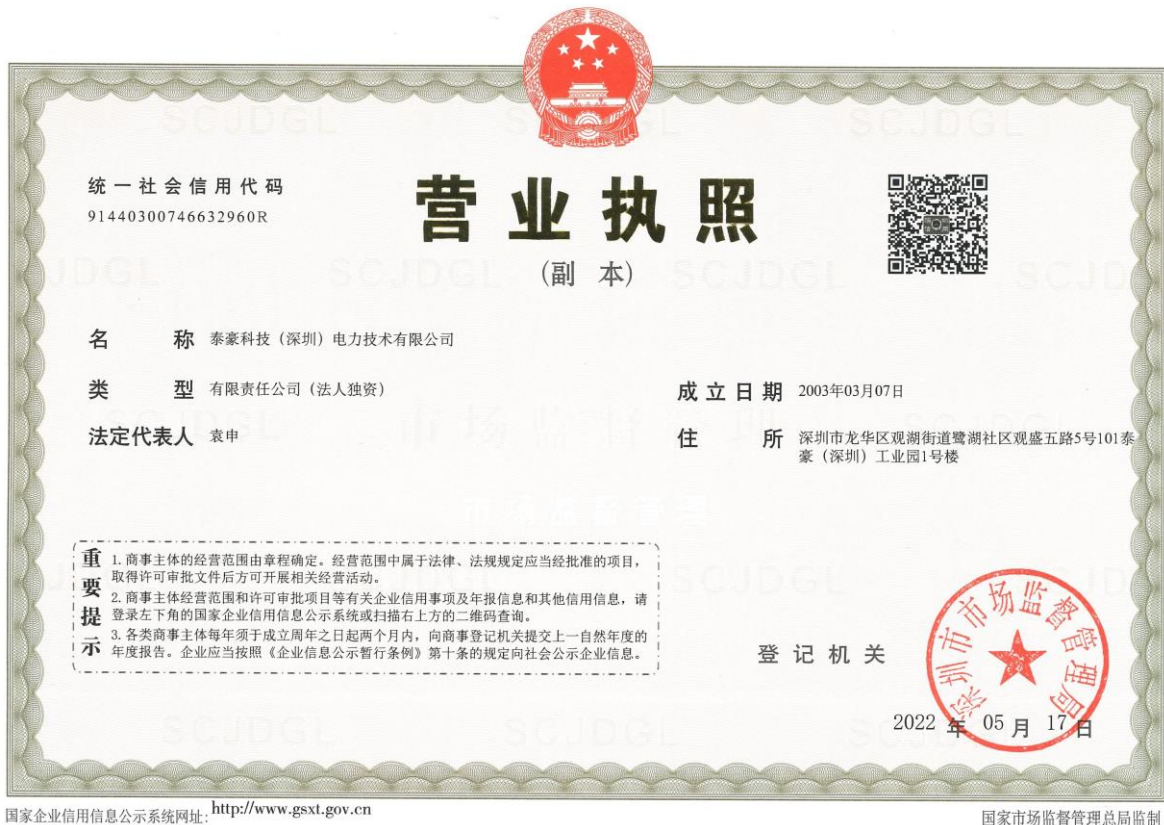 统一社会信用代码
91440300746632960R
营业执照
(副 本)
名 称 泰豪科技（深圳）电力技术有限公司
类 型 有限责任公司（法人独资）
法定代表人 袁申
成立日期 2003年03月07日
住 所 深圳市龙华区观湖街道鹭湖社区观盛五路5号101泰
豪（深圳）工业园1号楼
重要提示
1. 商事主体的经营范围由章程确定。经营范围中属于法律、法规规定应当经批准的项目，
取得许可审批文件后方可开展相关经营活动。
2. 商事主体经营范围和许可审批项目等有关企业信用事项及年报信息和其他信用信息，请
登录左下角的国家企业信用信息公示系统或扫描右上方的二维码查询。
3. 各类商事主体每年须于成立周年之日起两个月内，向商事登记机关提交上一自然年度的
年度报告。企业应当按照《企业信息公示暂行条例》第十条的规定向社会公示企业信息。
登记机关
深圳市市场监督管理局
2022 年 05 月 17 日
国家企业信用信息公示系统网址: http://www.gsxt.gov.cn
国家市场监督管理总局监制
SCJDGL
市场监督管理